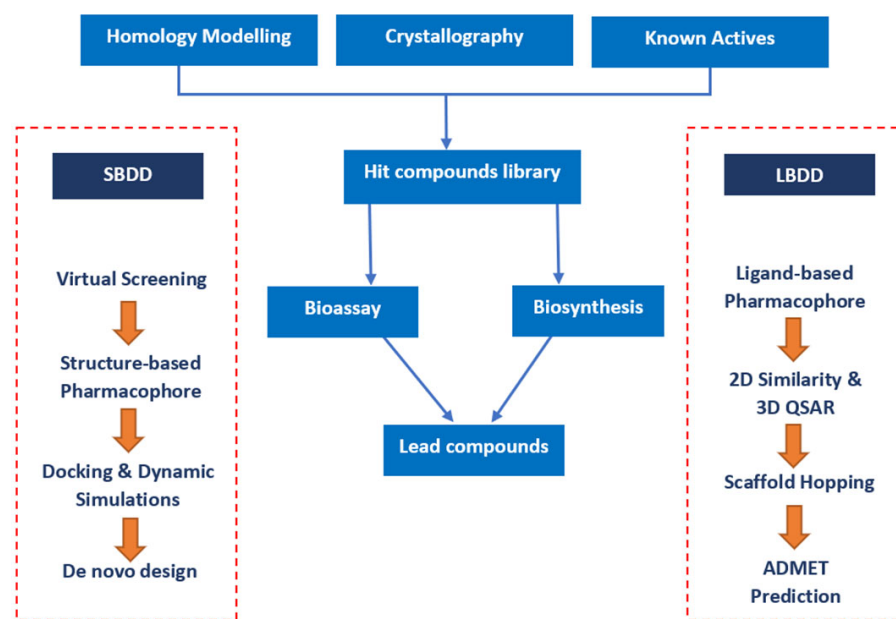 Homology Modelling
Crystallography
Known Actives
SBDD
Hit compounds library
LBDD
Virtual Screening
Structure-based
Pharmacophore
Docking & Dynamic
Simulations
De novo design
Bioassay
Biosynthesis
Lead compounds
Ligand-based
Pharmacophore
2D Similarity &
3D QSAR
Scaffold Hopping
ADMET
Prediction